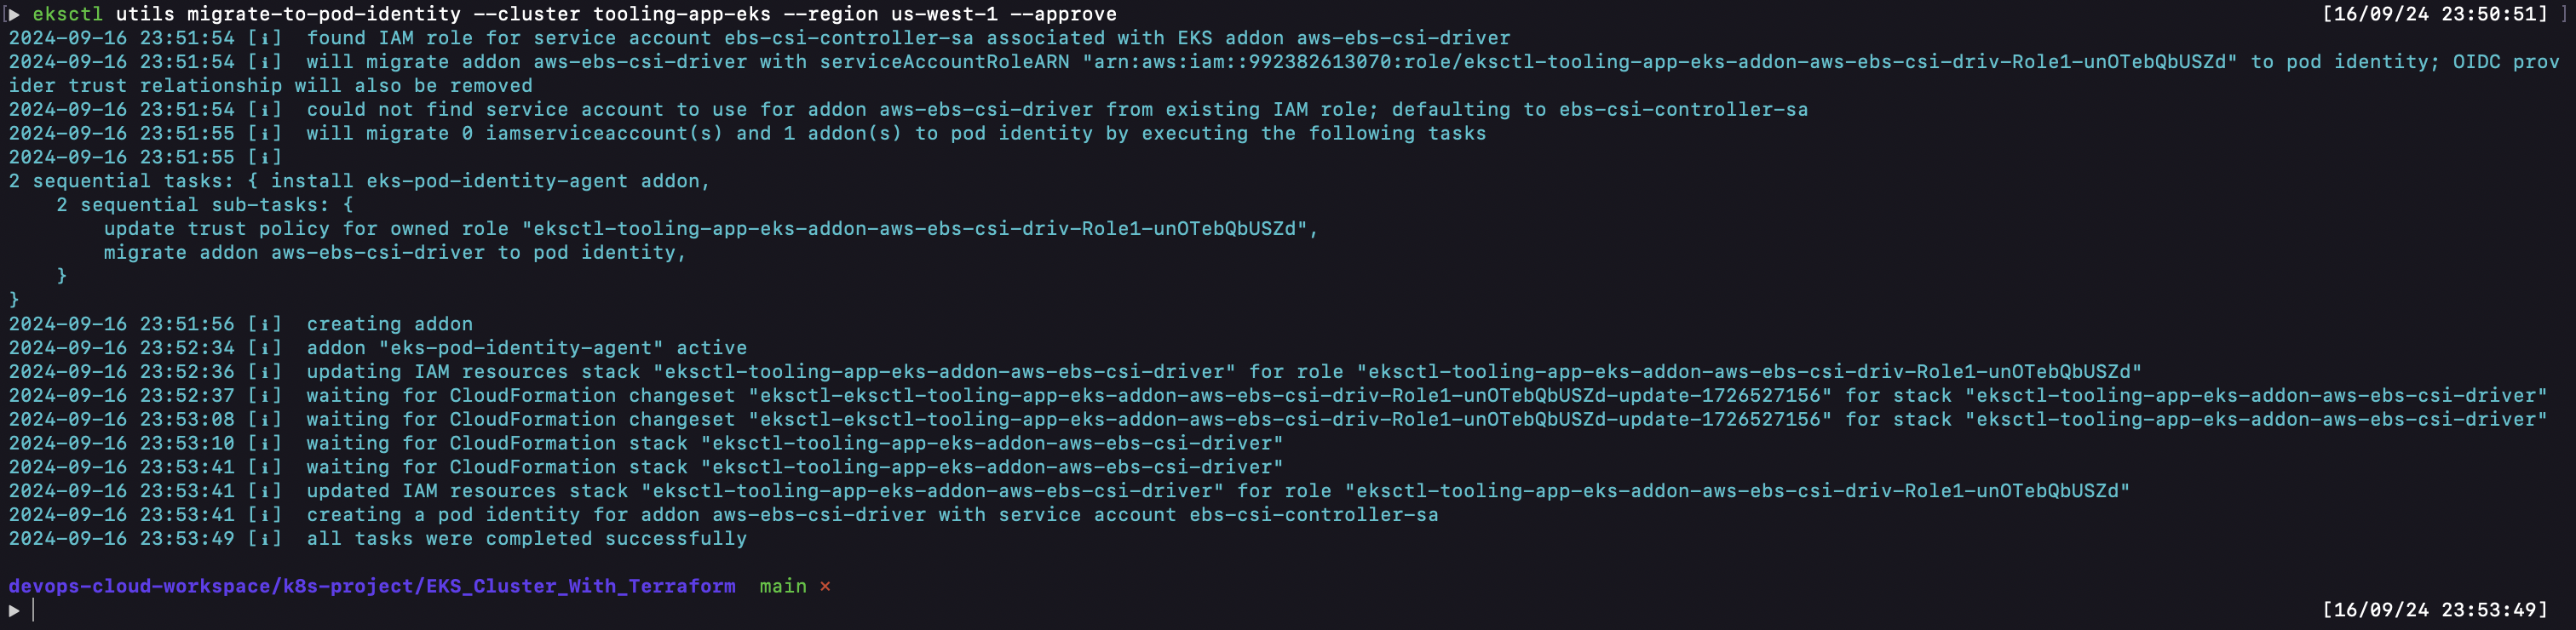 ▶ eksctl utils migrate-to-pod-identity --cluster tooling-app-eks --region us-west-1 --approve [16/09/24 23:50:51]
2024-09-16 23:51:54 [ℹ]  found IAM role for service account ebs-csi-controller-sa associated with EKS addon aws-ebs-csi-driver
2024-09-16 23:51:54 [ℹ]  will migrate addon aws-ebs-csi-driver with serviceAccountRoleARN "arn:aws:iam::992382613070:role/eksctl-tooling-app-eks-addon-aws-ebs-csi-driv-Role1-unOTebQbUSZd" to pod identity; OIDC prov
ider trust relationship will also be removed
2024-09-16 23:51:54 [ℹ]  could not find service account to use for addon aws-ebs-csi-driver from existing IAM role; defaulting to ebs-csi-controller-sa
2024-09-16 23:51:55 [ℹ]  will migrate 0 iamserviceaccount(s) and 1 addon(s) to pod identity by executing the following tasks
2024-09-16 23:51:55 [ℹ]
2 sequential tasks: { install eks-pod-identity-agent addon,
    2 sequential sub-tasks: {
        update trust policy for owned role "eksctl-tooling-app-eks-addon-aws-ebs-csi-driv-Role1-unOTebQbUSZd",
        migrate addon aws-ebs-csi-driver to pod identity,
    }
}
2024-09-16 23:51:56 [ℹ]  creating addon
2024-09-16 23:52:34 [ℹ]  addon "eks-pod-identity-agent" active
2024-09-16 23:52:36 [ℹ]  updating IAM resources stack "eksctl-tooling-app-eks-addon-aws-ebs-csi-driver" for role "eksctl-tooling-app-eks-addon-aws-ebs-csi-driv-Role1-unOTebQbUSZd"
2024-09-16 23:52:37 [ℹ]  waiting for CloudFormation changeset "eksctl-eksctl-tooling-app-eks-addon-aws-ebs-csi-driv-Role1-unOTebQbUSZd-update-1726527156" for stack "eksctl-tooling-app-eks-addon-aws-ebs-csi-driver"
2024-09-16 23:53:08 [ℹ]  waiting for CloudFormation changeset "eksctl-eksctl-tooling-app-eks-addon-aws-ebs-csi-driv-Role1-unOTebQbUSZd-update-1726527156" for stack "eksctl-tooling-app-eks-addon-aws-ebs-csi-driver"
2024-09-16 23:53:10 [ℹ]  waiting for CloudFormation stack "eksctl-tooling-app-eks-addon-aws-ebs-csi-driver"
2024-09-16 23:53:41 [ℹ]  waiting for CloudFormation stack "eksctl-tooling-app-eks-addon-aws-ebs-csi-driver"
2024-09-16 23:53:41 [ℹ]  updated IAM resources stack "eksctl-tooling-app-eks-addon-aws-ebs-csi-driver" for role "eksctl-tooling-app-eks-addon-aws-ebs-csi-driv-Role1-unOTebQbUSZd"
2024-09-16 23:53:41 [ℹ]  creating a pod identity for addon aws-ebs-csi-driver with service account ebs-csi-controller-sa
2024-09-16 23:53:49 [ℹ]  all tasks were completed successfully
devops-cloud-workspace/k8s-project/EKS_Cluster_With_Terraform  main ×
▶ [16/09/24 23:53:49]